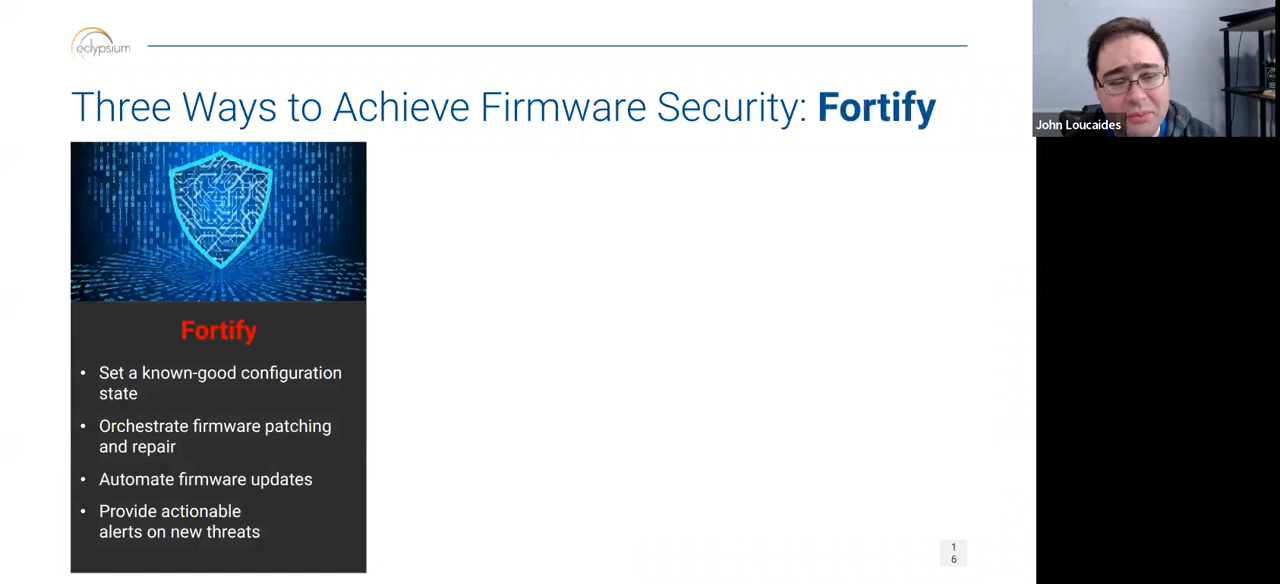 eclypsium
Three Ways to Achieve Firmware Security: Fortify
John Loucaides
Fortify
• Set a known-good configuration
state
• Orchestrate firmware patching
and repair
• Automate firmware updates
• Provide actionable
alerts on new threats
1
6